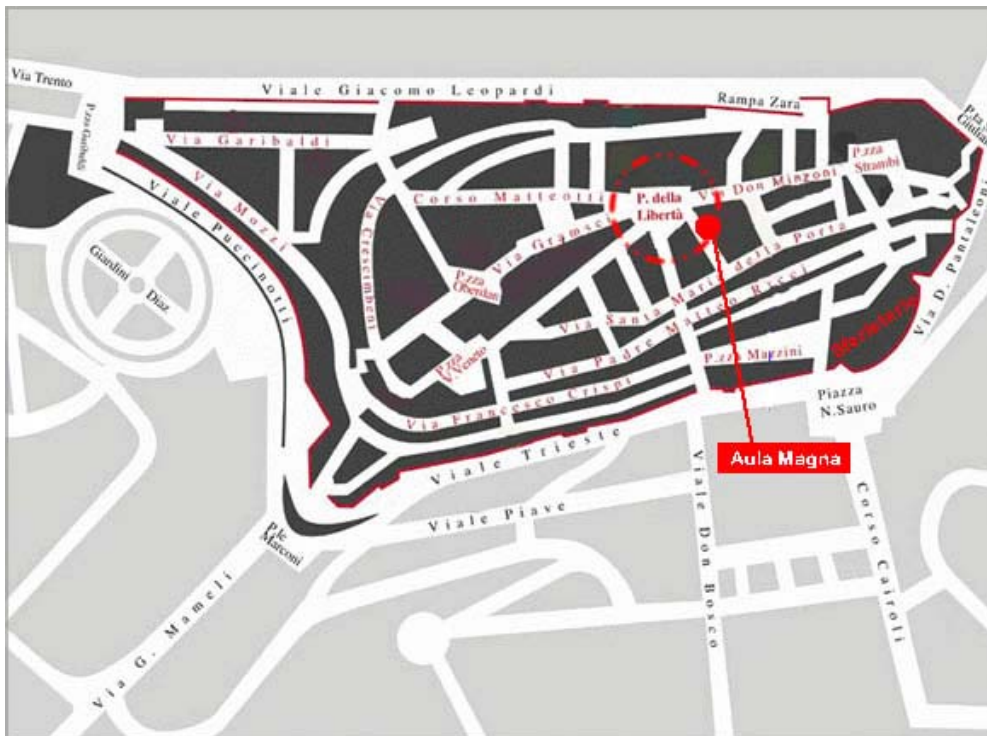 Via Trento
Viale Giacomo Leopardi
Rampa Zara
P.ta
Giulia
P.zza Garibaldi
Via Garibaldi
P.zza
Strambi
Via Mozzi
Viale Puccinotti
Corso Matteotti
P. della
Libertà
Via Don Minzoni
Via Gramsci
Via Crescimbeni
Via D. Pantaleoni
Giardini
Diaz
P.zza
Oberdan
Via Santa Maria della Porta
Via Padre Matteo Ricci
Sferisterio
P.zza
V. Veneto
P.zza Mazzini
Via Francesco Crispi
Piazza
N.Sauro
Viale Trieste
Aula Magna
Viale Piave
P.le
Marconi
Viale Don Bosco
Corso Cairoli
Via G. Mameli